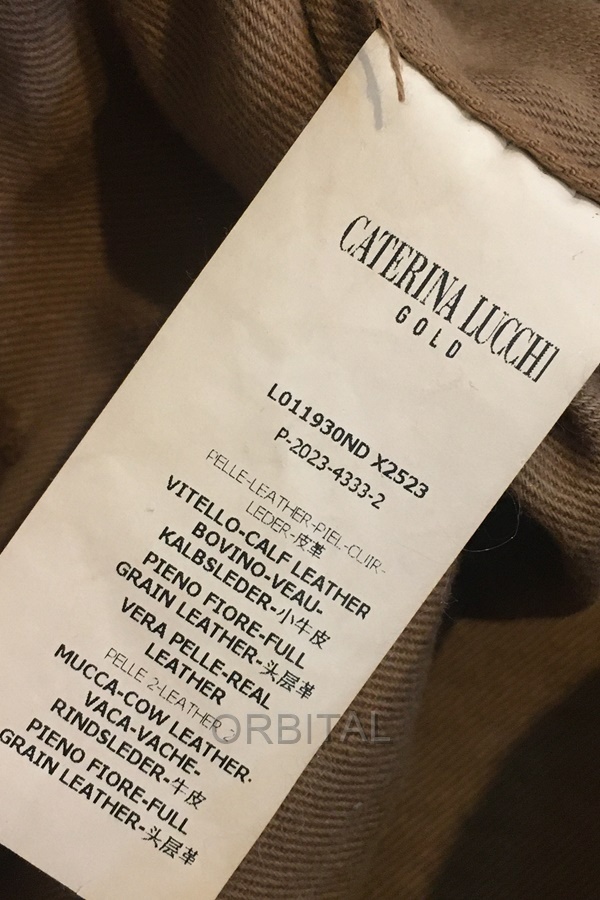 CATERINA LUCCHI
GOLD
L011930ND X2523
P-2023-4333-2
PELLE-LEATHER-PIEL-CUIR-
LEDER-皮革
VITELLO-CALF LEATHER
BOVINO-VEAU-
KALBSLEDER-小牛皮
PIENO FIORE-FULL
GRAIN LEATHER-头层革
VERA PELLE-REAL
LEATHER
PELLE 2-LEATHER 2
MUCCA-COW LEATHER-
VACA-VACHE-
RINDSLEDER-牛皮
PIENO FIORE-FULL
GRAIN LEATHER-头层革
ORBITAL